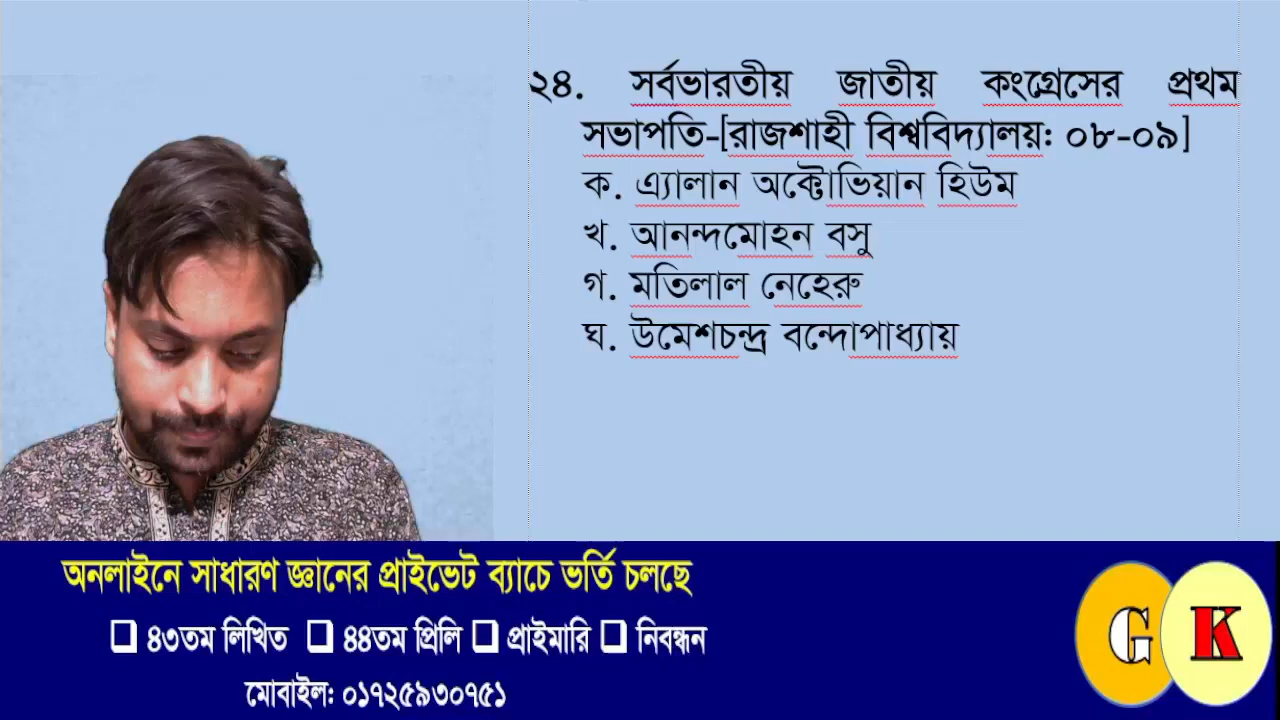 ২৪. সর্বভারতীয় জাতীয় কংগ্রেসের প্রথম
সভাপতি-[রাজশাহী বিশ্ববিদ্যালয়: ০৮-০৯]
ক. এ্যালান অক্টোভিয়ান হিউম
খ. আনন্দমোহন বসু
গ. মতিলাল নেহেরু
ঘ. উমেশচন্দ্র বন্দোপাধ্যায়
অনলাইনে সাধারণ জ্ঞানের প্রাইভেট ব্যাচে ভর্তি চলছে
❑ ৪৩তম লিখিত ❑ ৪৪তম প্রিলি ❑ প্রাইমারি ❑ নিবন্ধন
মোবাইল: ০১৭২৫৯৩০৭৫১
G K